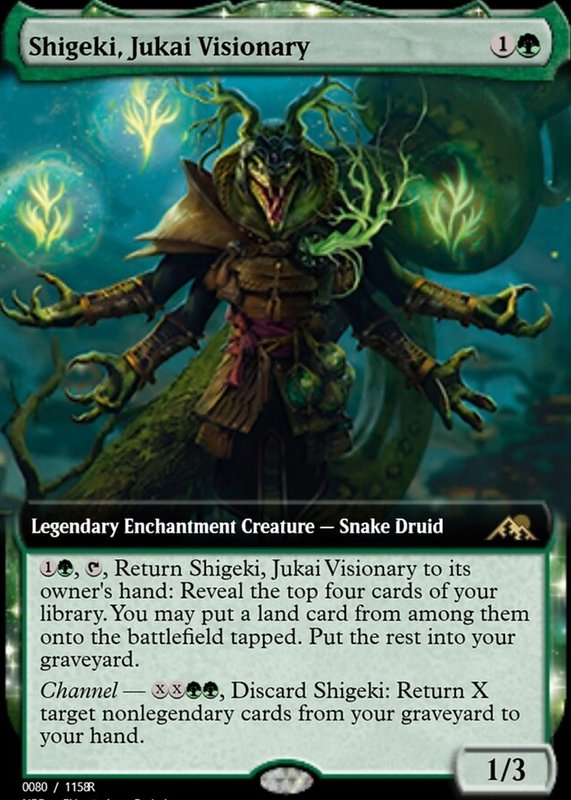 Shigeki, Jukai Visionary 1
Legendary Enchantment Creature — Snake Druid
1, Return Shigeki, Jukai Visionary to its
owner's hand: Reveal the top four cards of your
library. You may put a land card from among them
onto the battlefield tapped. Put the rest into your
graveyard.
Channel — X X, Discard Shigeki: Return X
target nonlegendary cards from your graveyard to
your hand.
1/3
0080 / 1158R